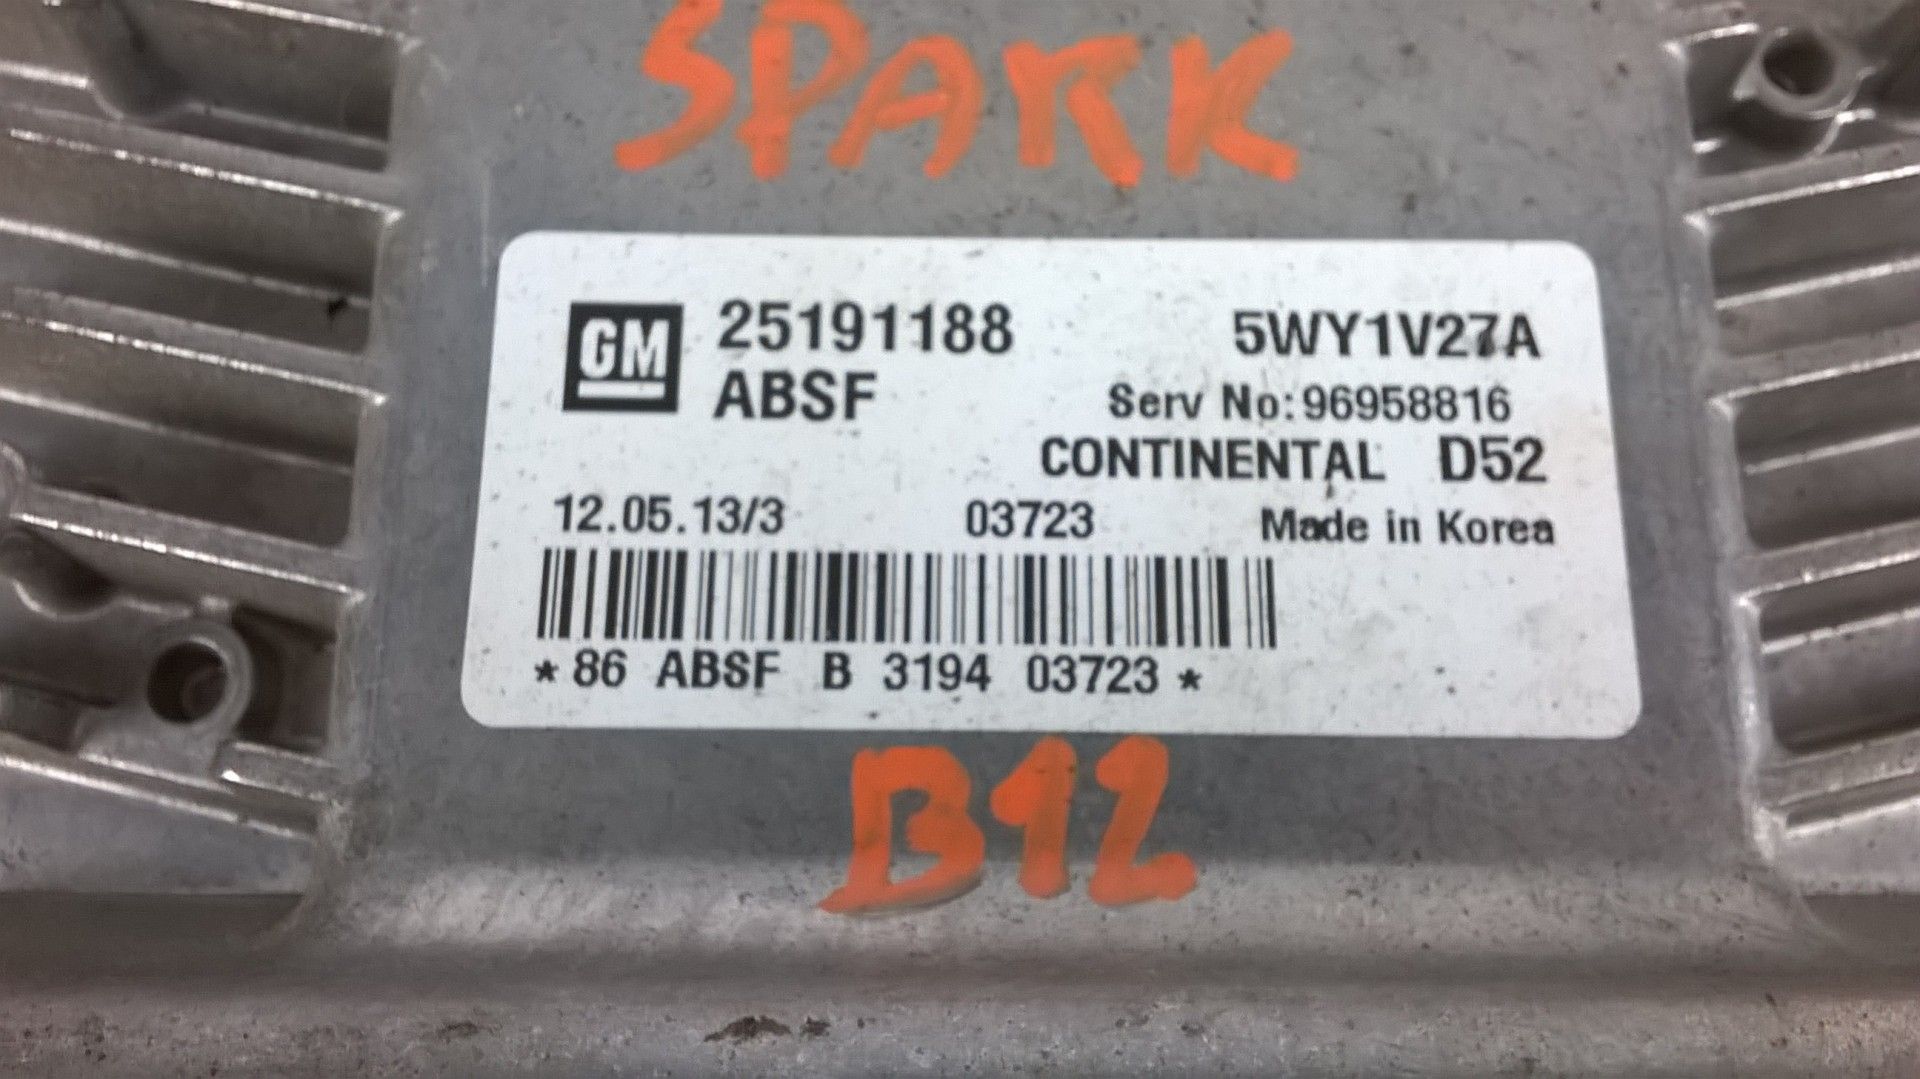 SPARK
GM 25191188 5WY1V27A
ABSF Serv No:96958816
CONTINENTAL D52
12.05.13/3 03723 Made in Korea
*86 ABSF B 3194 03723*
B12